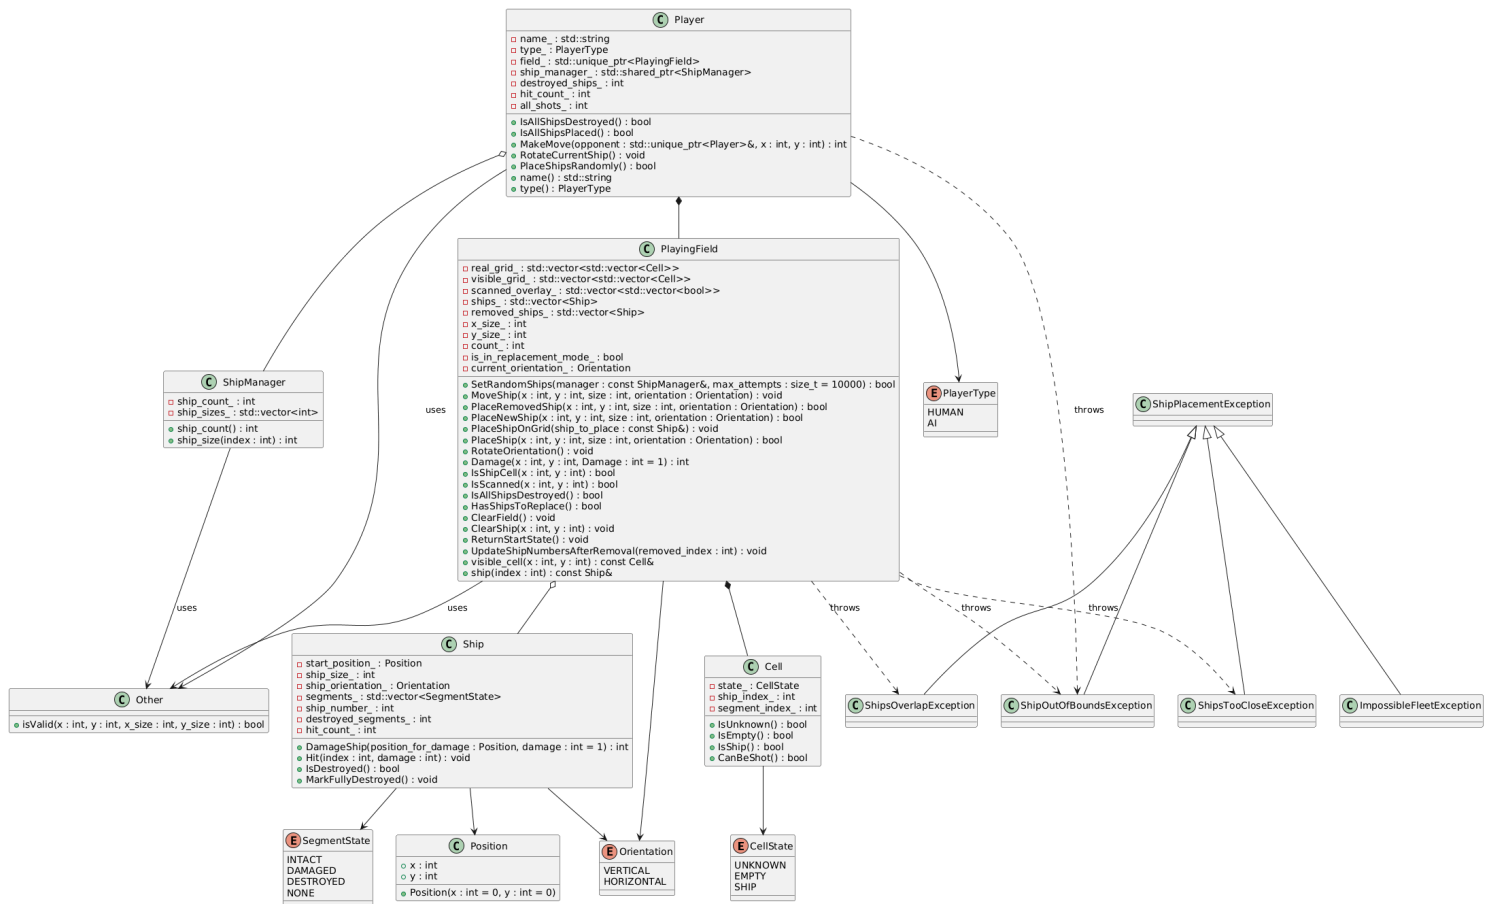 C Player
name_ : std::string
type_ : PlayerType
field_ : std::unique_ptr<PlayingField>
ship_manager_ : std::shared_ptr<ShipManager>
destroyed_ships_ : int
hit_count_ : int
all_shots_ : int
IsAllShipsDestroyed() : bool
IsAllShipsPlaced() : bool
MakeMove(opponent : std::unique_ptr<Player>&, x : int, y : int) : int
RotateCurrentShip() : void
PlaceShipsRandomly() : bool
name() : std::string
type() : PlayerType
C PlayingField
real_grid_ : std::vector<std::vector<Cell>>
visible_grid_ : std::vector<std::vector<Cell>>
scanned_overlay_ : std::vector<std::vector<bool>>
ships_ : std::vector<Ship>
removed_ships_ : std::vector<Ship>
x_size_ : int
y_size_ : int
count_ : int
is_in_replacement_mode_ : bool
current_orientation_ : Orientation
SetRandomShips(manager : const ShipManager&, max_attempts : size_t = 10000) : bool
MoveShip(x : int, y : int, size : int, orientation : Orientation) : void
PlaceRemovedShip(x : int, y : int, size : int, orientation : Orientation) : bool
PlaceNewShip(x : int, y : int, size : int, orientation : Orientation) : bool
PlaceShipOnGrid(ship_to_place : const Ship&) : void
PlaceShip(x : int, y : int, size : int, orientation : Orientation) : bool
RotateOrientation() : void
Damage(x : int, y : int, Damage : int = 1) : int
IsShipCell(x : int, y : int) : bool
IsScanned(x : int, y : int) : bool
IsAllShipsDestroyed() : bool
HasShipsToReplace() : bool
ClearField() : void
ClearShip(x : int, y : int) : void
ReturnStartState() : void
UpdateShipNumbersAfterRemoval(removed_index : int) : void
visible_cell(x : int, y : int) : const Cell&
ship(index : int) : const Ship&
C ShipManager
ship_count_ : int
ship_sizes_ : std::vector<int>
ship_count() : int
ship_size(index : int) : int
uses
E PlayerType
HUMAN
AI
throws
C ShipPlacementException
uses
uses
throws
throws
throws
C Other
isValid(x : int, y : int, x_size : int, y_size : int) : bool
C Ship
start_position_ : Position
ship_size_ : int
ship_orientation_ : Orientation
segments_ : std::vector<SegmentState>
ship_number_ : int
destroyed_segments_ : int
hit_count_ : int
DamageShip(position_for_damage : Position, damage : int = 1) : int
Hit(index : int, damage : int) : void
IsDestroyed() : bool
MarkFullyDestroyed() : void
C Cell
state_ : CellState
ship_index_ : int
segment_index_ : int
IsUnknown() : bool
IsEmpty() : bool
IsShip() : bool
CanBeShot() : bool
C ShipsOverlapException
C ShipOutOfBoundsException
C ShipsTooCloseException
C ImpossibleFleetException
E SegmentState
INTACT
DAMAGED
DESTROYED
NONE
C Position
x : int
y : int
Position(x : int = 0, y : int = 0)
E Orientation
VERTICAL
HORIZONTAL
E CellState
UNKNOWN
EMPTY
SHIP